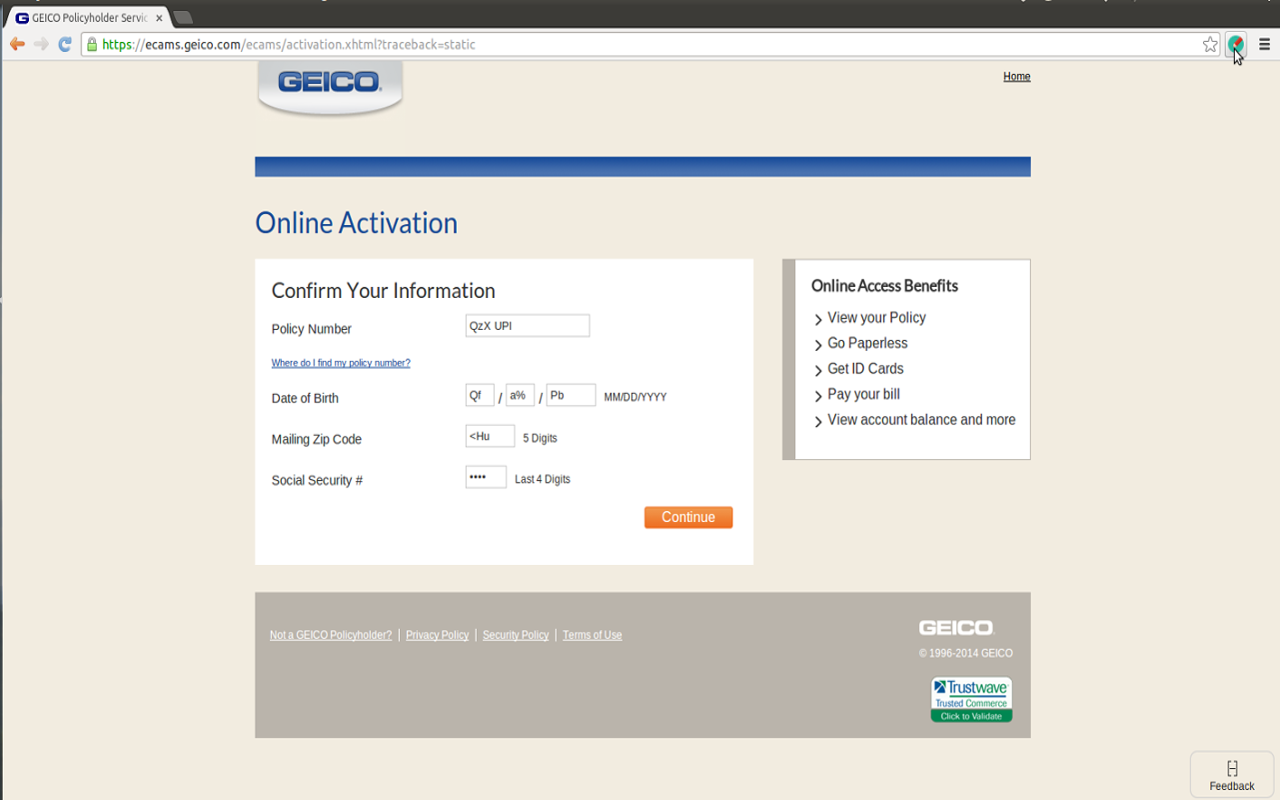 GEICO Policyholder Servic
https://ecams.geico.com/ecams/activation.xhtml?traceback=static
GEICO
Home
Online Activation
Confirm Your Information
Policy Number QzX UPI
Where do I find my policy number?
Date of Birth Qf / a% / Pb MM/DD/YYYY
Mailing Zip Code <Hu 5 Digits
Social Security # •••• Last 4 Digits
Continue
Online Access Benefits
View your Policy
Go Paperless
Get ID Cards
Pay your bill
View account balance and more
Not a GEICO Policyholder? | Privacy Policy | Security Policy | Terms of Use
GEICO
© 1996-2014 GEICO
Trustwave
Trusted Commerce
Click to Validate
Feedback